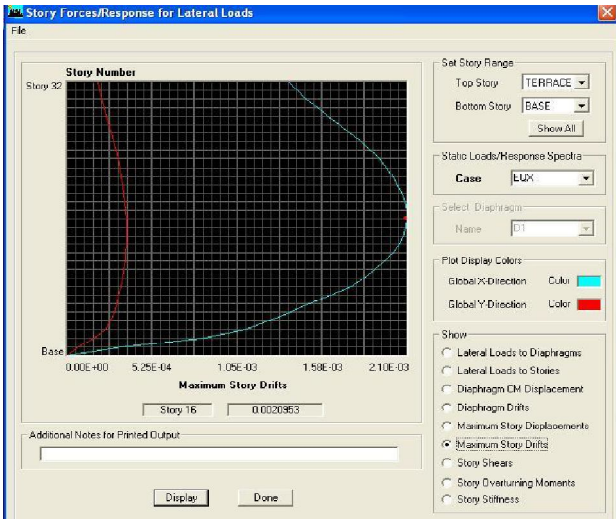 Story Forces/Response for Lateral Loads
File
Story Number
Story 32
Base
0.00E+00 5.25E-04 1.05E-03 1.58E-03 2.10E-03
Maximum Story Drifts
Story 16 0.0020953
Additional Notes for Printed Output
Display Done
Set Story Range
Top Story TERRACE
Bottom Story BASE
Show All
Static Loads/Response Spectra
Case EQX
Select Diaphragm
Name D1
Plot Display Colors
Global X-Direction Color
Global Y-Direction Color
Show
Lateral Loads to Diaphragms
Lateral Loads to Stories
Diaphragm CM Displacement
Diaphragm Drifts
Maximum Story Displacements
Maximum Story Drifts
Story Shears
Story Overturning Moments
Story Stiffness